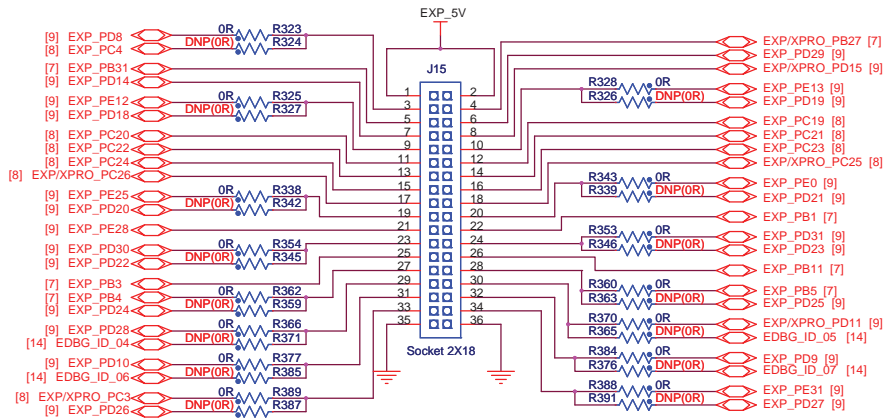 EXP_5V
J15
[9] EXP_PD8 0R R323
[8] EXP_PC4 DNP(0R) R324
[7] EXP_PB31
[9] EXP_PD14
[9] EXP_PE12 0R R325
[9] EXP_PD18 DNP(0R) R327
[8] EXP_PC20
[8] EXP_PC22
[8] EXP_PC24
[8] EXP/XPRO_PC26
[9] EXP_PE25 0R R338
[9] EXP_PD20 DNP(0R) R342
[9] EXP_PE28
[9] EXP_PD30 0R R354
[9] EXP_PD22 DNP(0R) R345
[7] EXP_PB3
[7] EXP_PB4 0R R362
[9] EXP_PD24 DNP(0R) R359
[9] EXP_PD28 0R R366
[14] EDBG_ID_04 DNP(0R) R371
[9] EXP_PD10 0R R377
[14] EDBG_ID_06 DNP(0R) R385
[8] EXP/XPRO_PC3 0R R389
[9] EXP_PD26 DNP(0R) R387
1 2
3 4
5 6
7 8
9 10
11 12
13 14
15 16
17 18
19 20
21 22
23 24
25 26
27 28
29 30
31 32
33 34
35 36
Socket 2X18
EXP/XPRO_PB27 [7]
EXP_PD29 [9]
EXP/XPRO_PD15 [9]
R328 0R EXP_PE13 [9]
R326 DNP(0R) EXP_PD19 [9]
EXP_PC19 [8]
EXP_PC21 [8]
EXP_PC23 [8]
EXP/XPRO_PC25 [8]
R343 0R EXP_PE0 [9]
R339 DNP(0R) EXP_PD21 [9]
EXP_PB1 [7]
R353 0R EXP_PD31 [9]
R346 DNP(0R) EXP_PD23 [9]
EXP_PB11 [7]
R360 0R EXP_PB5 [7]
R363 DNP(0R) EXP_PD25 [9]
R370 0R EXP/XPRO_PD11 [9]
R365 DNP(0R) EDBG_ID_05 [14]
R384 0R EXP_PD9 [9]
R376 DNP(0R) EDBG_ID_07 [14]
R388 0R EXP_PE31 [9]
R391 DNP(0R) EXP_PD27 [9]